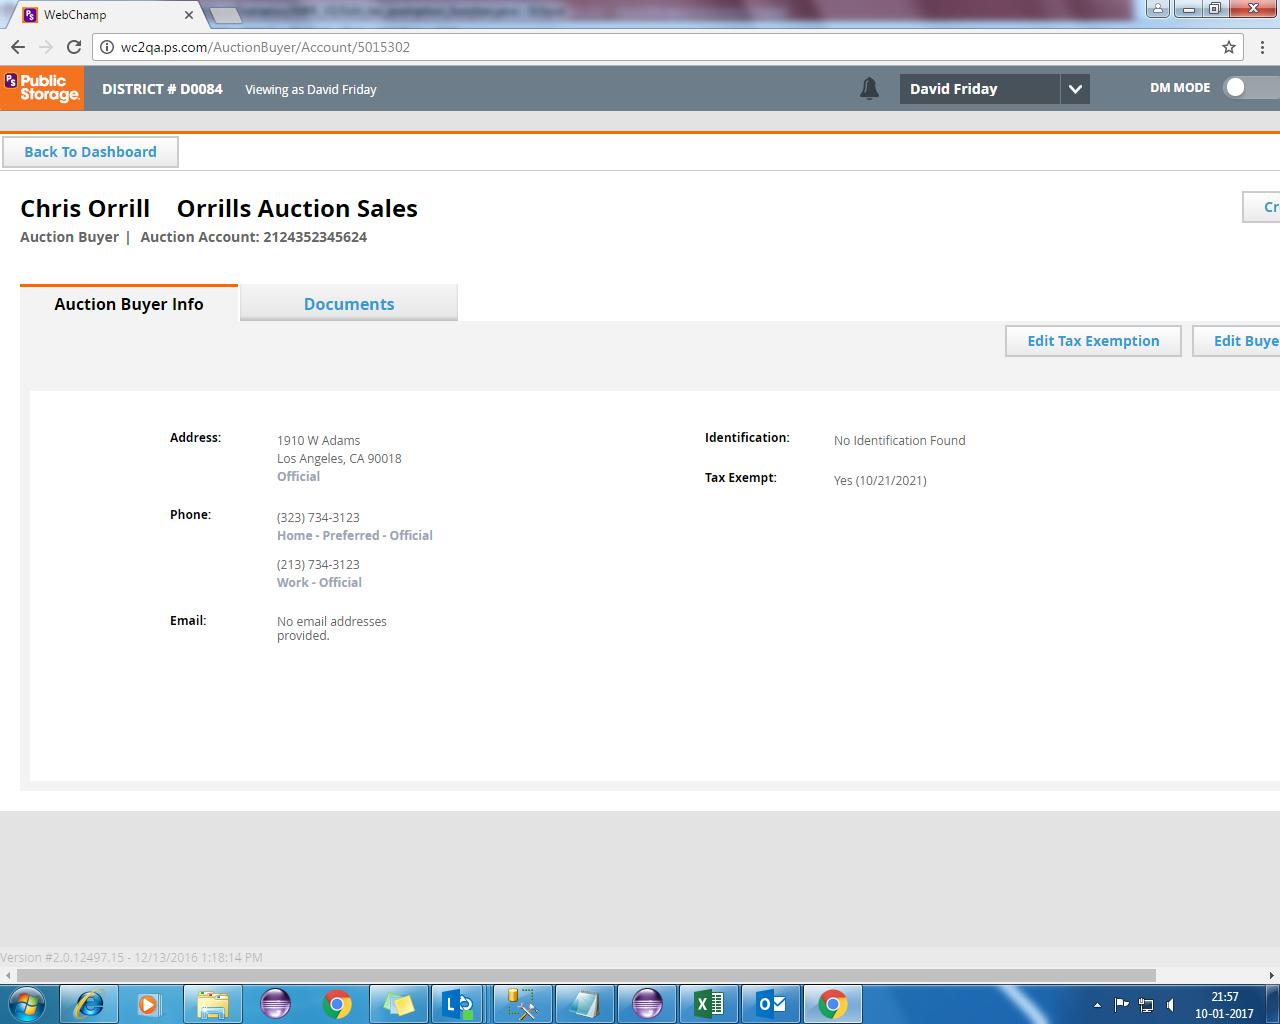 WebChamp
wc2qa.ps.com/AuctionBuyer/Account/5015302
PS Public Storage.
DISTRICT # D0084
Viewing as David Friday
David Friday
DM MODE
Back To Dashboard
Chris Orrill Orrills Auction Sales
Cr
Auction Buyer | Auction Account: 2124352345624
Auction Buyer Info
Documents
Edit Tax Exemption
Edit Buye
Address:
1910 W Adams
Los Angeles, CA 90018
Official
Identification:
No Identification Found
Tax Exempt:
Yes (10/21/2021)
Phone:
(323) 734-3123
Home - Preferred - Official
(213) 734-3123
Work - Official
Email:
No email addresses
provided.
Version #2.0.12497.15 - 12/13/2016 1:18:14 PM
21:57
10-01-2017